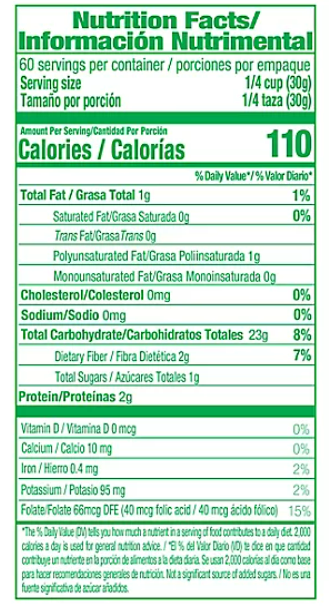 Nutrition Facts/
Información Nutrimental
60 servings per container / porciones por empaque
Serving size 1/4 cup (30g)
Tamaño por porción 1/4 taza (30g)
Amount Per Serving/Cantidad Por Porción
Calories / Calorías 110
% Daily Value*/ % Valor Diario*
Total Fat / Grasa Total 1g 1%
Saturated Fat/Grasa Saturada 0g 0%
Trans Fat/Grasa Trans 0g
Polyunsaturated Fat/Grasa Poliinsaturada 1g
Monounsaturated Fat/Grasa Monoinsaturada 0g
Cholesterol/Colesterol 0mg 0%
Sodium/Sodio 0mg 0%
Total Carbohydrate/Carbohidratos Totales 23g 8%
Dietary Fiber / Fibra Dietética 2g 7%
Total Sugars / Azúcares Totales 1g
Protein/Proteínas 2g
Vitamin D / Vitamina D 0 mcg 0%
Calcium / Calcio 10 mg 0%
Iron / Hierro 0.4 mg 2%
Potassium / Potasio 95 mg 2%
Folate/Folate 66mcg DFE (40 mcg folic acid / 40 mcg ácido fólico) 15%
*The % Daily Value (DV) tells you how much a nutrient in a serving of food contributes to a daily diet. 2,000
calories a day is used for general nutrition advice. / *El % del Valor Diario (VD) te dice en que cantidad
contribuye un nutriente en la porción de alimentos a la dieta diaria. Se usan 2,000 calorías al día como base
para hacer recomendaciones generales de nutrición. Not a significant source of added sugars. / No es una
fuente significativa de azúcar añadidos.